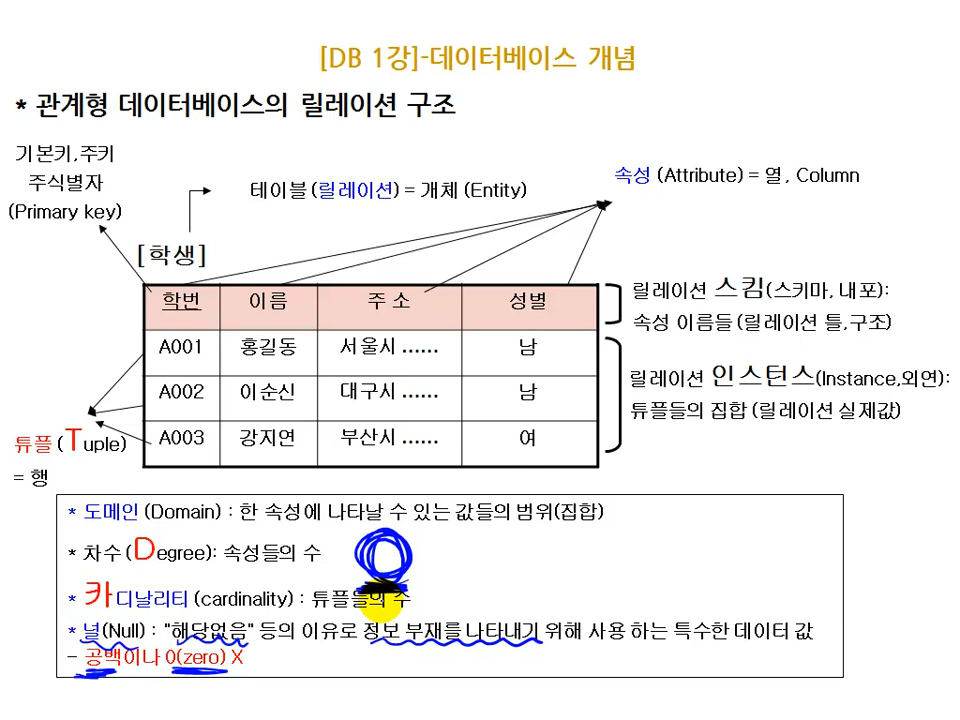 [DB 1강]-데이터베이스 개념
* 관계형 데이터베이스의 릴레이션 구조
기본키,주키
주식별자
(Primary key)
테이블 (릴레이션) = 개체 (Entity)
속성 (Attribute) = 열, Column
[학생]
학번 이름 주 소 성별
A001 홍길동 서울시 ...... 남
A002 이순신 대구시 ...... 남
A003 강지연 부산시 ...... 여
릴레이션 스킴(스키마, 내포):
속성 이름들 (릴레이션 틀,구조)
릴레이션 인스턴스(Instance,외연):
튜플들의 집합 (릴레이션 실제값)
튜플 (Tuple)
= 행
* 도메인 (Domain) : 한 속성에 나타날 수 있는 값들의 범위(집합)
* 차수 (Degree): 속성들의 수
* 카디날리티 (cardinality) : 튜플들의 수
* 널(Null) : "해당없음" 등의 이유로 정보 부재를 나타내기 위해 사용 하는 특수한 데이터 값
- 공백이나 0(zero) X